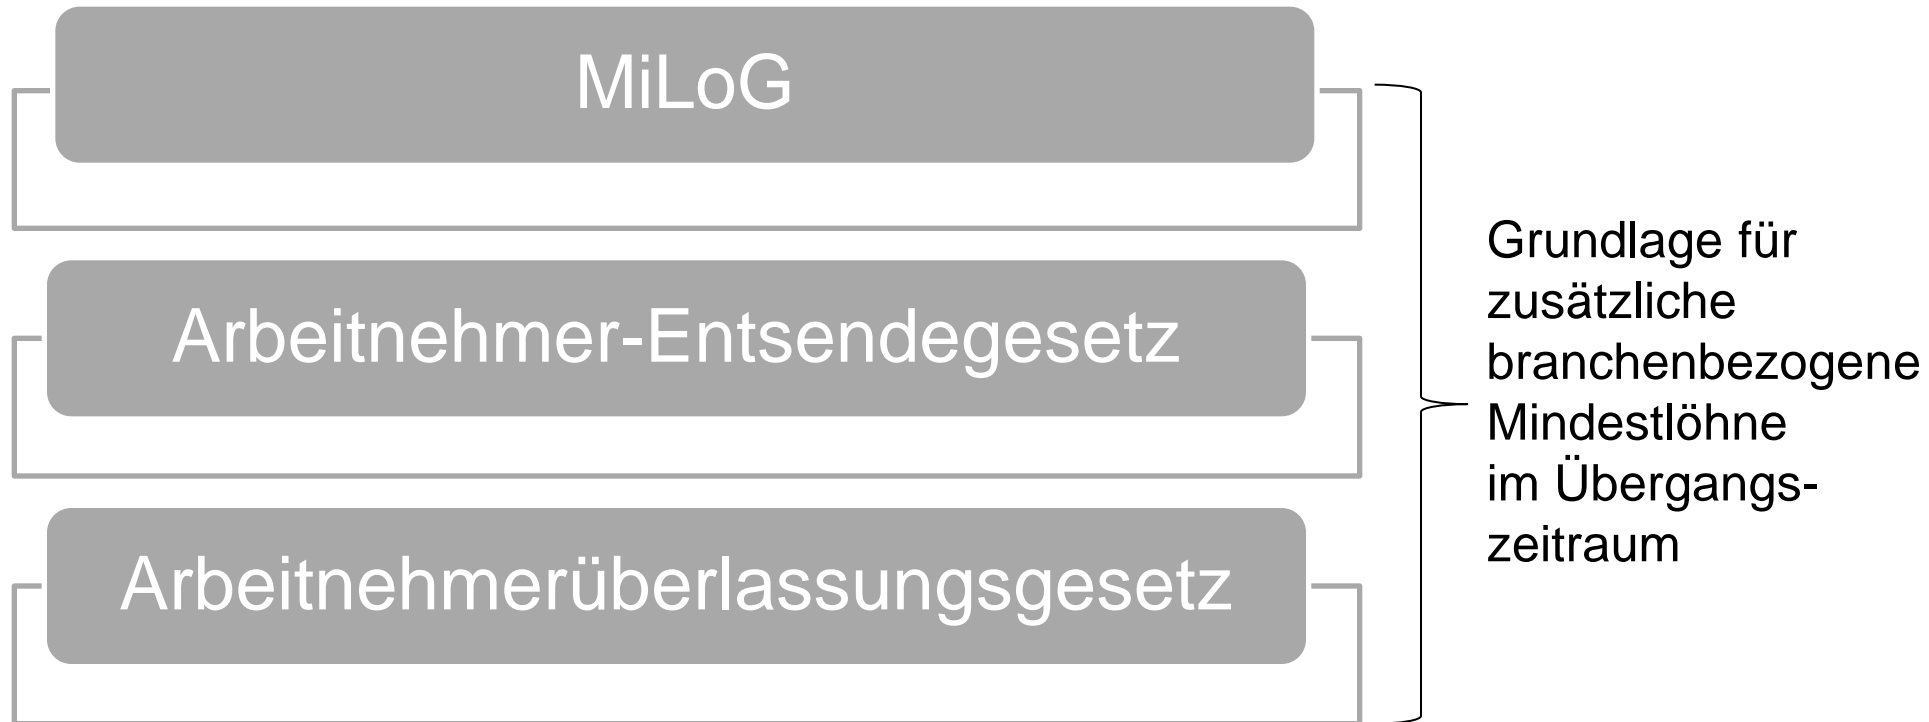 MiLoG
Arbeitnehmer-Entsendegesetz
Arbeitnehmerüberlassungsgesetz
Grundlage für
zusätzliche
branchenbezogene
Mindestlöhne
im Übergangs-
zeitraum